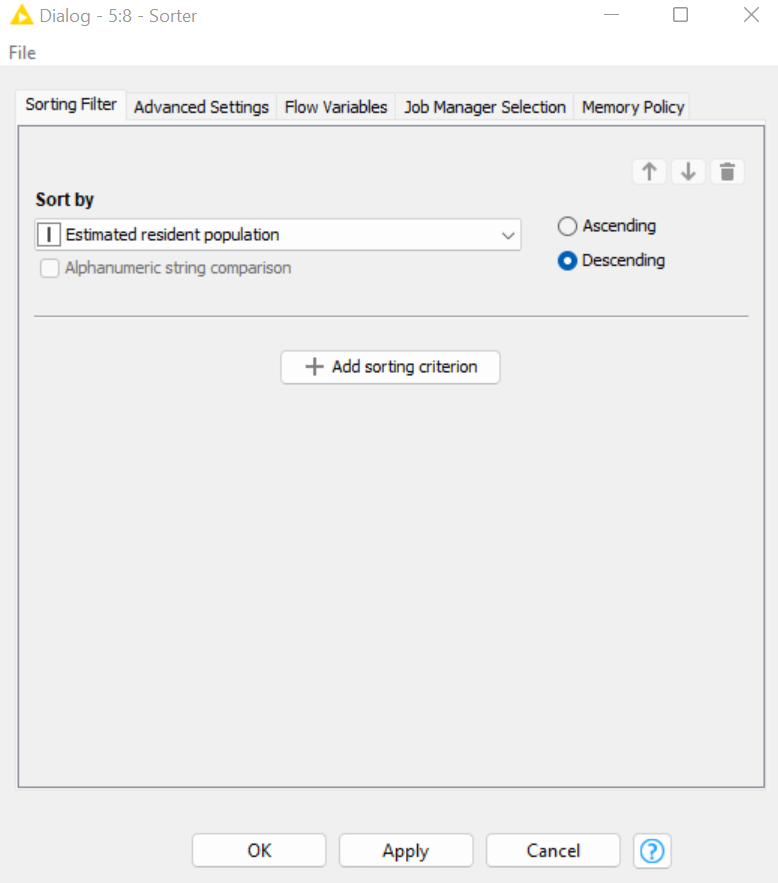 Dialog - 5:8 - Sorter
File
Sorting Filter Advanced Settings Flow Variables Job Manager Selection Memory Policy
Sort by
I Estimated resident population
Ascending
Alphanumeric string comparison
Descending
Add sorting criterion
OK Apply Cancel ?